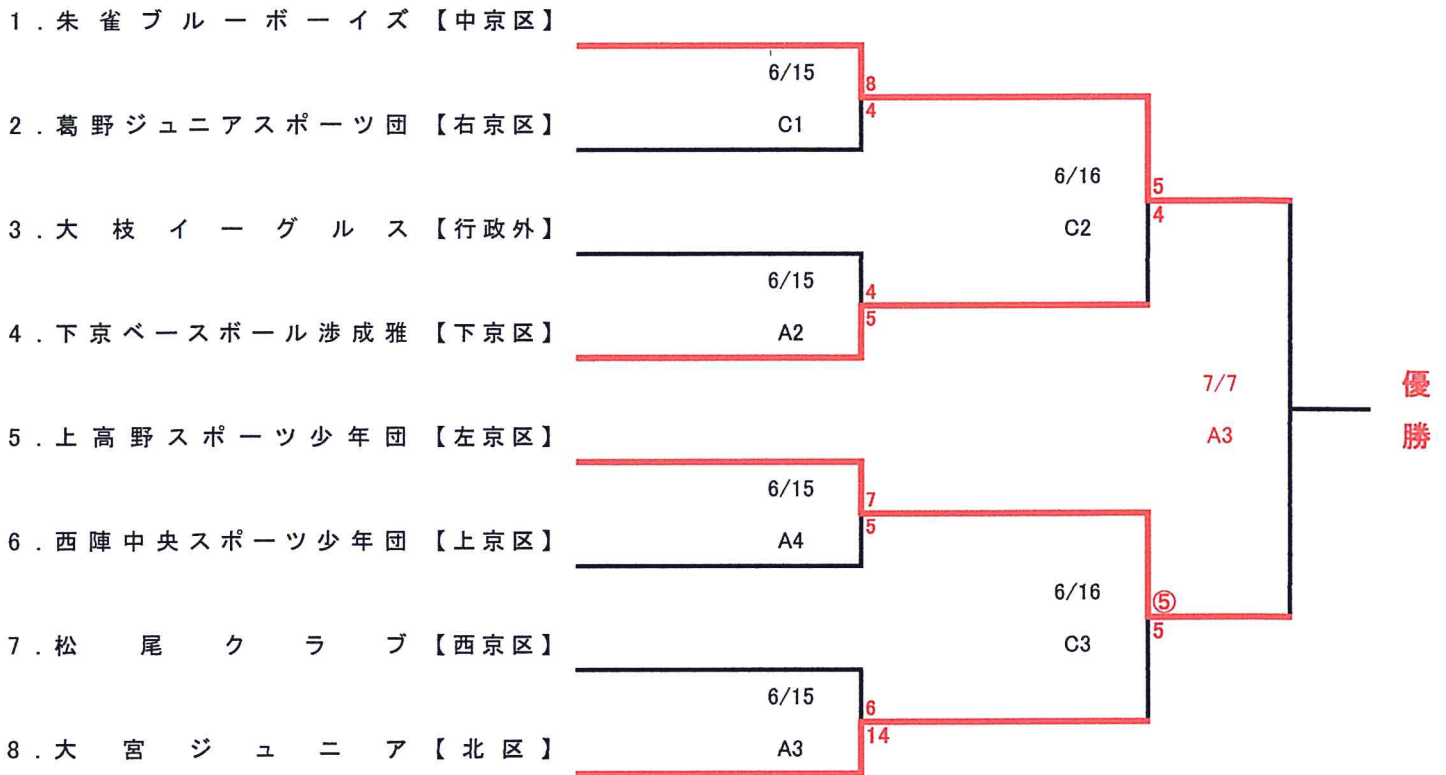 1.朱雀ブルーボーイズ【中京区】
6/15
8
4
2.葛野ジュニアスポーツ団【右京区】
C1
6/16
5
4
3.大枝イーグルス【行政外】
C2
6/15
4
5
4.下京ベースボール渉成雅【下京区】
A2
7/7
優
5.上高野スポーツ少年団【左京区】
A3
勝
6/15
7
5
6.西陣中央スポーツ少年団【上京区】
A4
6/16
⑤
5
7.松尾クラブ【西京区】
C3
6/15
6
14
8.大宮ジュニア【北区】
A3